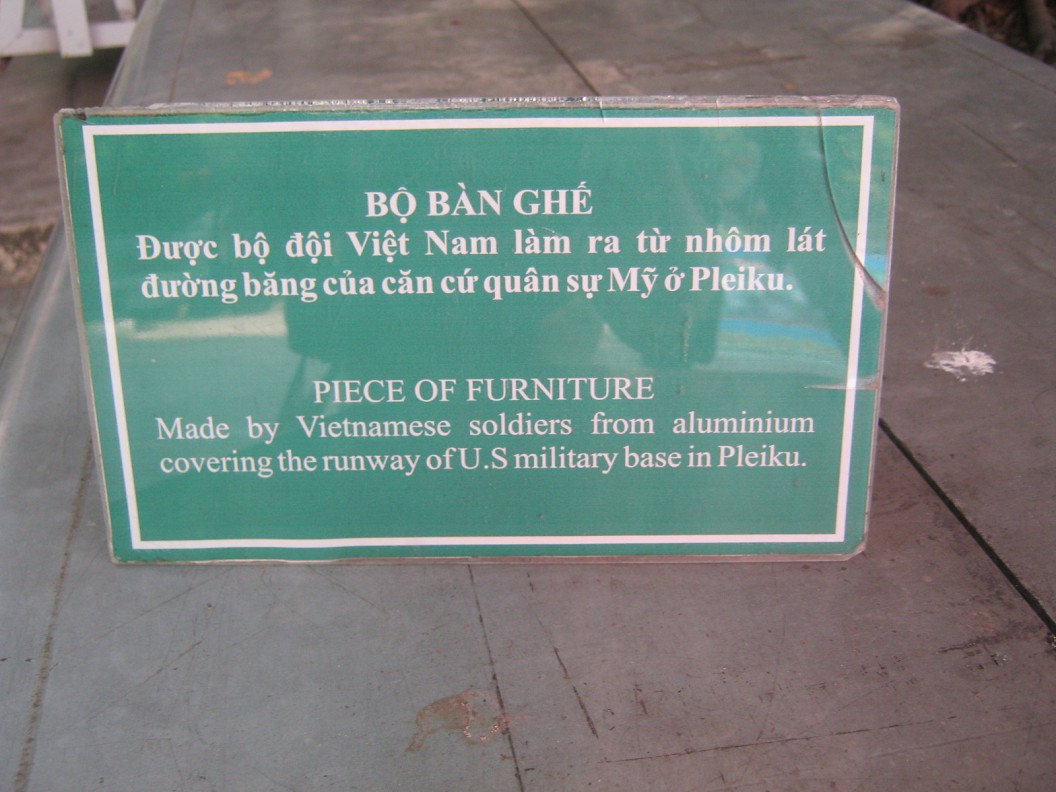 BỘ BÀN GHẾ
Được bộ đội Việt Nam làm ra từ nhôm lát
đường băng của căn cứ quân sự Mỹ ở Pleiku.
PIECE OF FURNITURE
Made by Vietnamese soldiers from aluminium
covering the runway of U.S military base in Pleiku.